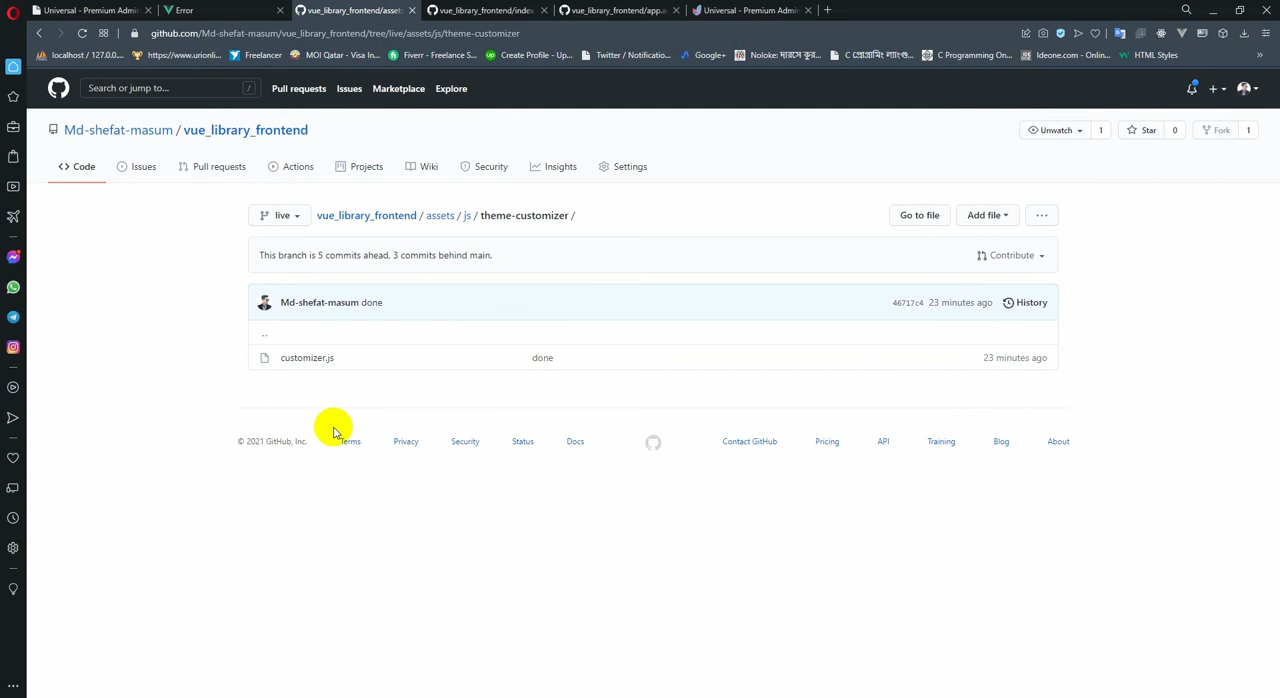 Universal - Premium Admi
Error
vue_library_frontend/asset
vue_library_frontend/index
vue_library_frontend/app.a
Universal - Premium Admi
github.com/Md-shefat-masum/vue_library_frontend/tree/live/assets/js/theme-customizer
localhost / 127.0.0....
https://www.urionli...
Freelancer
MOI Qatar - Visa In...
Fiverr - Freelance S...
Create Profile - Up...
Twitter / Notificatio...
Google+
Noloke: দারসে কুর...
C প্রোগ্রামিং ল্যাংগু...
C Programming On...
Ideone.com - Onlin...
HTML Styles
»
Search or jump to...
/
Pull requests
Issues
Marketplace
Explore
Md-shefat-masum / vue_library_frontend
Unwatch
1
Star
0
Fork
1
Code
Issues
Pull requests
Actions
Projects
Wiki
Security
Insights
Settings
live
vue_library_frontend / assets / js / theme-customizer /
Go to file
Add file
...
This branch is 5 commits ahead, 3 commits behind main.
Contribute
Md-shefat-masum done
46717c4 23 minutes ago
History
..
customizer.js
done
23 minutes ago
© 2021 GitHub, Inc.
Terms
Privacy
Security
Status
Docs
Contact GitHub
Pricing
API
Training
Blog
About